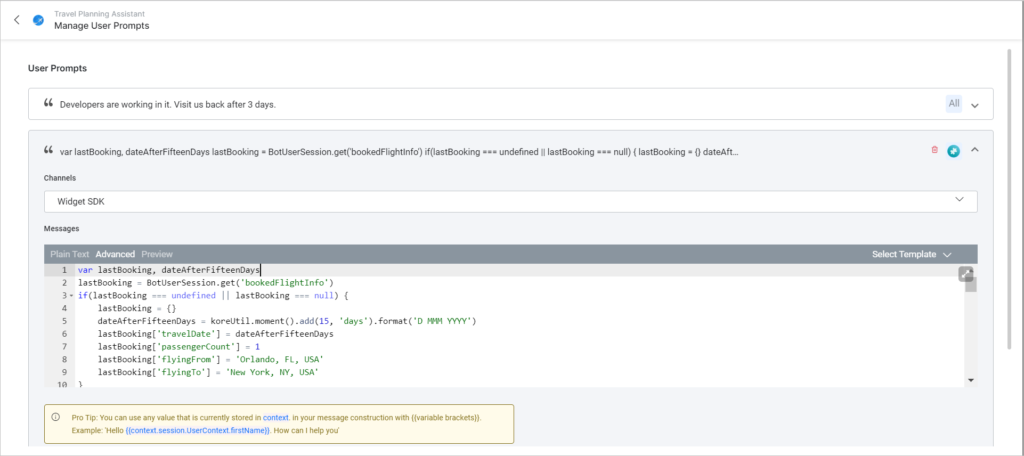 Travel Planning Assistant
Manage User Prompts
User Prompts
Developers are working in it. Visit us back after 3 days.
All
var lastBooking, dateAfterFifteenDays lastBooking = BotUserSession.get('bookedFlightInfo') if(lastBooking === undefined || lastBooking === null) { lastBooking = {} dateAft...
Channels
Widget SDK
Messages
Plain Text Advanced Preview Select Template
1 var lastBooking, dateAfterFifteenDays
2 lastBooking = BotUserSession.get('bookedFlightInfo')
3 if(lastBooking === undefined || lastBooking === null) {
4 lastBooking = {}
5 dateAfterFifteenDays = koreUtil.moment().add(15, 'days').format('D MMM YYYY')
6 lastBooking['travelDate'] = dateAfterFifteenDays
7 lastBooking['passengerCount'] = 1
8 lastBooking['flyingFrom'] = 'Orlando, FL, USA'
9 lastBooking['flyingTo'] = 'New York, NY, USA'
10 }
Pro Tip: You can use any value that is currently stored in context. in your message construction with {{variable brackets}}.
Example: 'Hello {{context.session.UserContext.firstName}}. How can I help you'